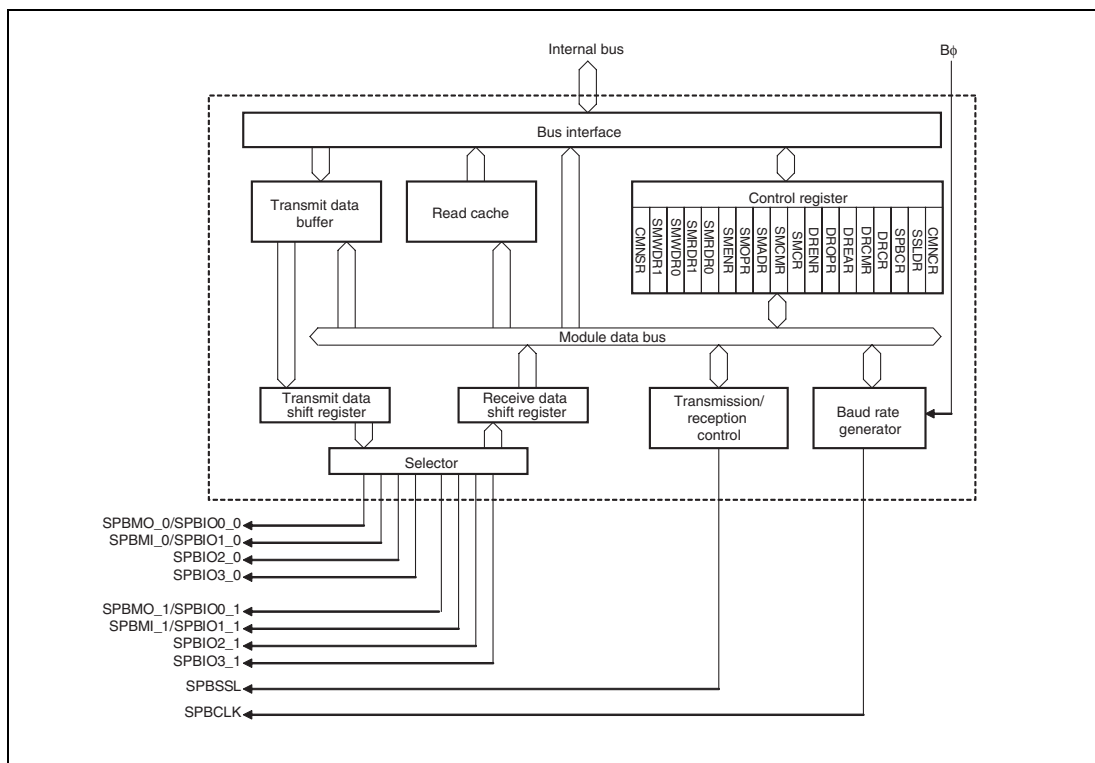 Internal bus
Bϕ
Bus interface
Transmit data
buffer
Read cache
Control register
CMNSR
SMWDR1
SMWDR0
SMRDR1
SMRDR0
SMENR
SMOPR
SMADR
SMCMR
SMCR
DRENR
DROPR
DREAR
DRCMR
DRCR
SPBCR
SSLDR
CMNCR
Module data bus
Transmit data
shift register
Receive data
shift register
Transmission/
reception
control
Baud rate
generator
Selector
SPBMO_0/SPBIO0_0
SPBMI_0/SPBIO1_0
SPBIO2_0
SPBIO3_0
SPBMO_1/SPBIO0_1
SPBMI_1/SPBIO1_1
SPBIO2_1
SPBIO3_1
SPBSSL
SPBCLK